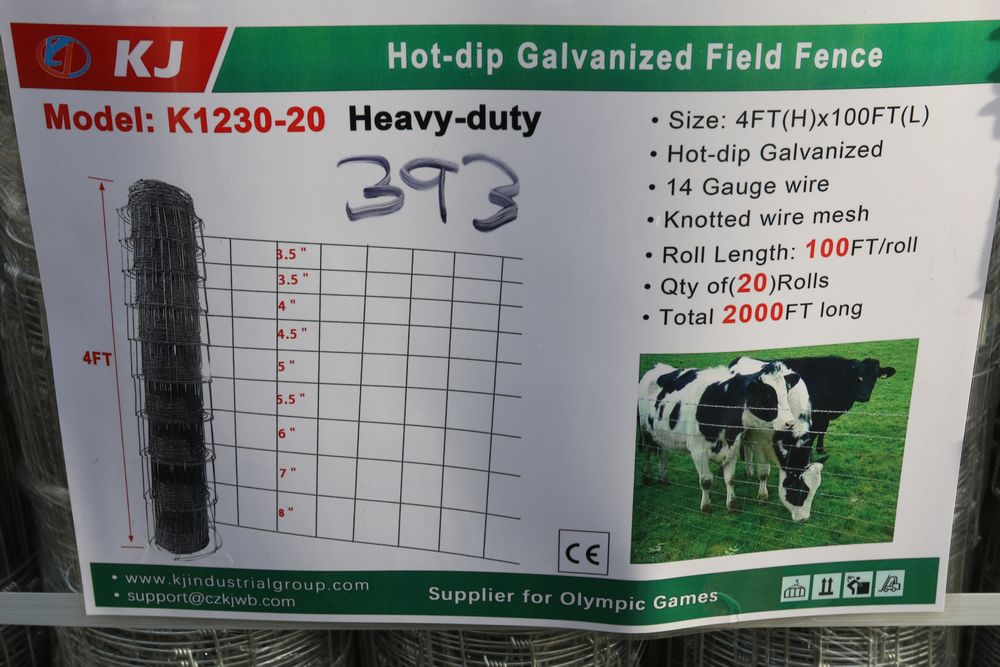 KJ
Hot-dip Galvanized Field Fence
Model: K1230-20 Heavy-duty
393
• Size: 4FT(H)x100FT(L)
• Hot-dip Galvanized
• 14 Gauge wire
• Knotted wire mesh
• Roll Length: 100FT/roll
• Qty of(20)Rolls
• Total 2000FT long
4FT
3.5"
3.5"
4"
4.5"
5"
5.5"
6"
7"
8"
CE
• www.kjindustrialgroup.com
• support@czkjwb.com
Supplier for Olympic Games